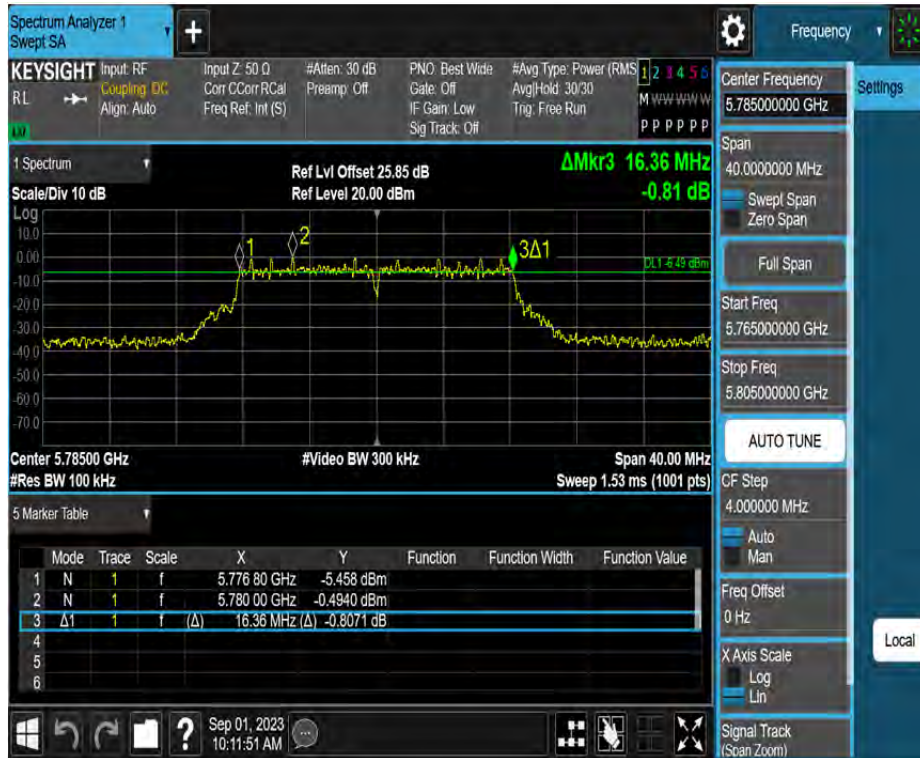 Spectrum Analyzer 1
Swept SA
+
Frequency
KEYSIGHT
RL
Input: RF
Coupling: DC
Align: Auto
Input Z: 50 Ω
Corr CCorr RCal
Freq Ref: Int (S)
#Atten: 30 dB
Preamp: Off
PNO: Best Wide
Gate: Off
IF Gain: Low
Sig Track: Off
#Avg Type: Power (RMS
Avg|Hold: 30/30
Trig: Free Run
1 2 3 4 5 6
M W W W W W
P P P P P P
Center Frequency
5.785000000 GHz
Settings
Span
40.0000000 MHz
Swept Span
Zero Span
Full Span
Start Freq
5.765000000 GHz
Stop Freq
5.805000000 GHz
AUTO TUNE
CF Step
4.000000 MHz
Auto
Man
Freq Offset
0 Hz
X Axis Scale
Log
Lin
Signal Track
(Span Zoom)
Local
1 Spectrum
Scale/Div 10 dB
Ref Lvl Offset 25.85 dB
Ref Level 20.00 dBm
ΔMkr3 16.36 MHz
-0.81 dB
Log
10.0
0.00
-10.0
-20.0
-30.0
-40.0
-50.0
-60.0
-70.0
1
2
3Δ1
DL1 -6.49 dBm
Center 5.78500 GHz
#Video BW 300 kHz
Span 40.00 MHz
#Res BW 100 kHz
Sweep 1.53 ms (1001 pts)
5 Marker Table
Mode Trace Scale X Y Function Function Width Function Value
1 N 1 f 5.776 80 GHz -5.458 dBm
2 N 1 f 5.780 00 GHz -0.4940 dBm
3 Δ1 1 f (Δ) 16.36 MHz (Δ) -0.8071 dB
4
5
6
?
Sep 01, 2023
10:11:51 AM